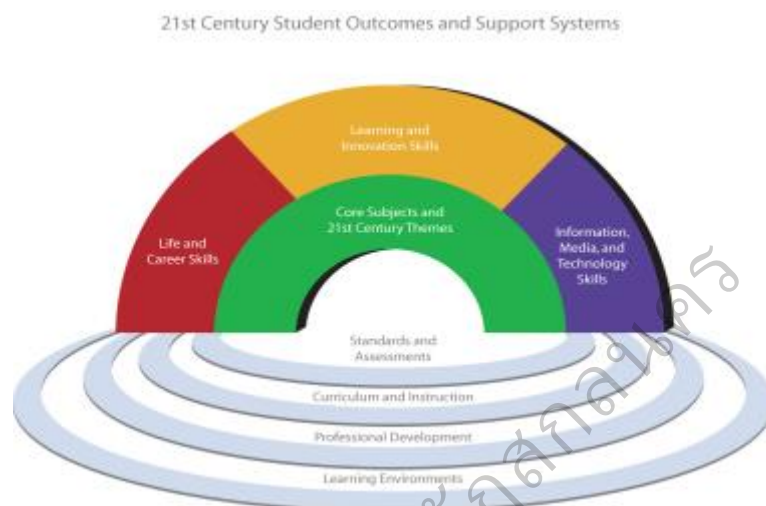 21st Century Student Outcomes and Support Systems
Learning and
Innovation Skills
Core Subjects and
21st Century Themes
Life and
Career Skills
Information,
Media, and
Technology
Skills
Standards and
Assessments
Curriculum and Instruction
Professional Development
Learning Environments